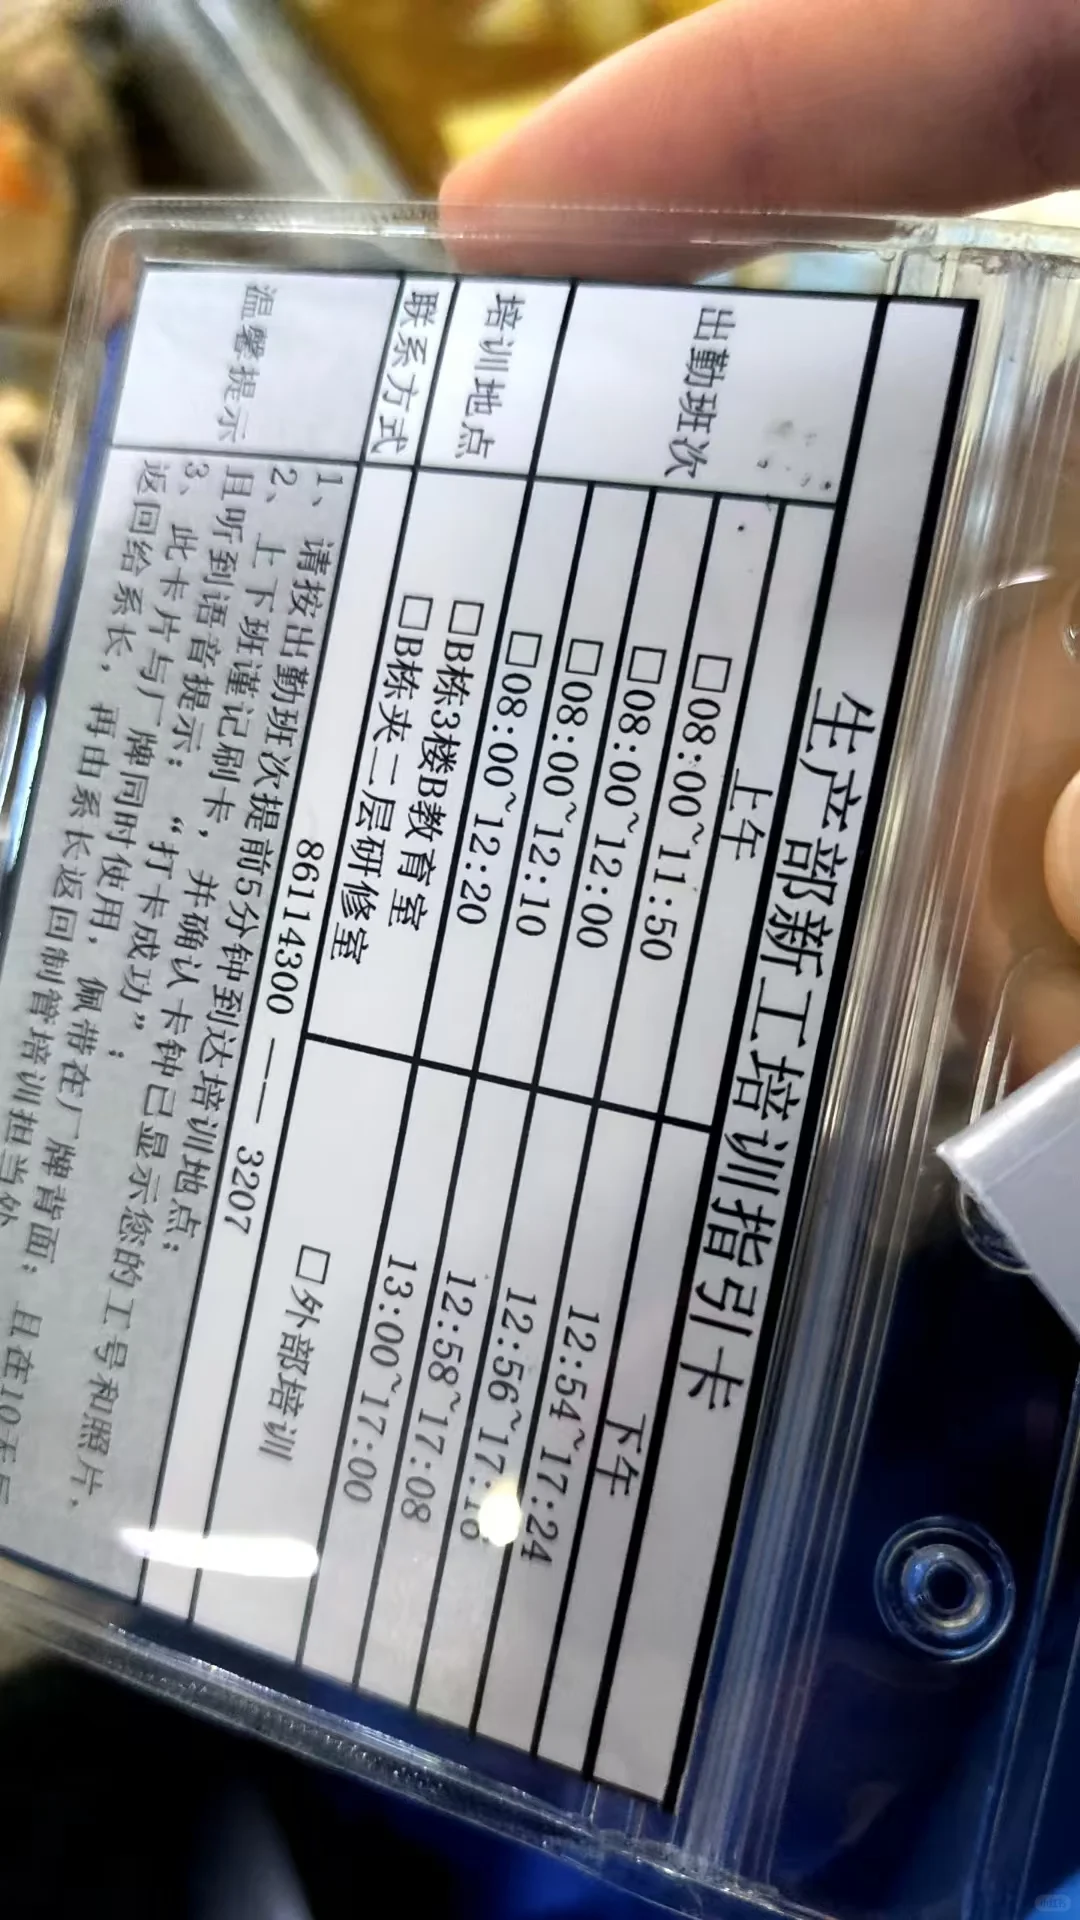 生产部新工培训指引卡
出勤班次
上午 下午
□08:00~11:50 12:54~17:24
□08:00~12:00 12:56~17:
□08:00~12:10 12:58~17:08
□08:00~12:20 13:00~17:00
培训地点
□B栋3楼B教育室 □外部培训
□B栋夹二层研修室
联系方式 86114300 —— 3207
温馨提示
1、请按出勤班次提前5分钟到达培训地点;
2、上下班谨记刷卡,并确认卡钟已显示您的工号和照片,
且听到语音提示:“打卡成功”;
3、此卡片与厂牌同时使用,佩带在厂牌背面;且在10天后
返回给系长,再由系长返回制管培训担当处